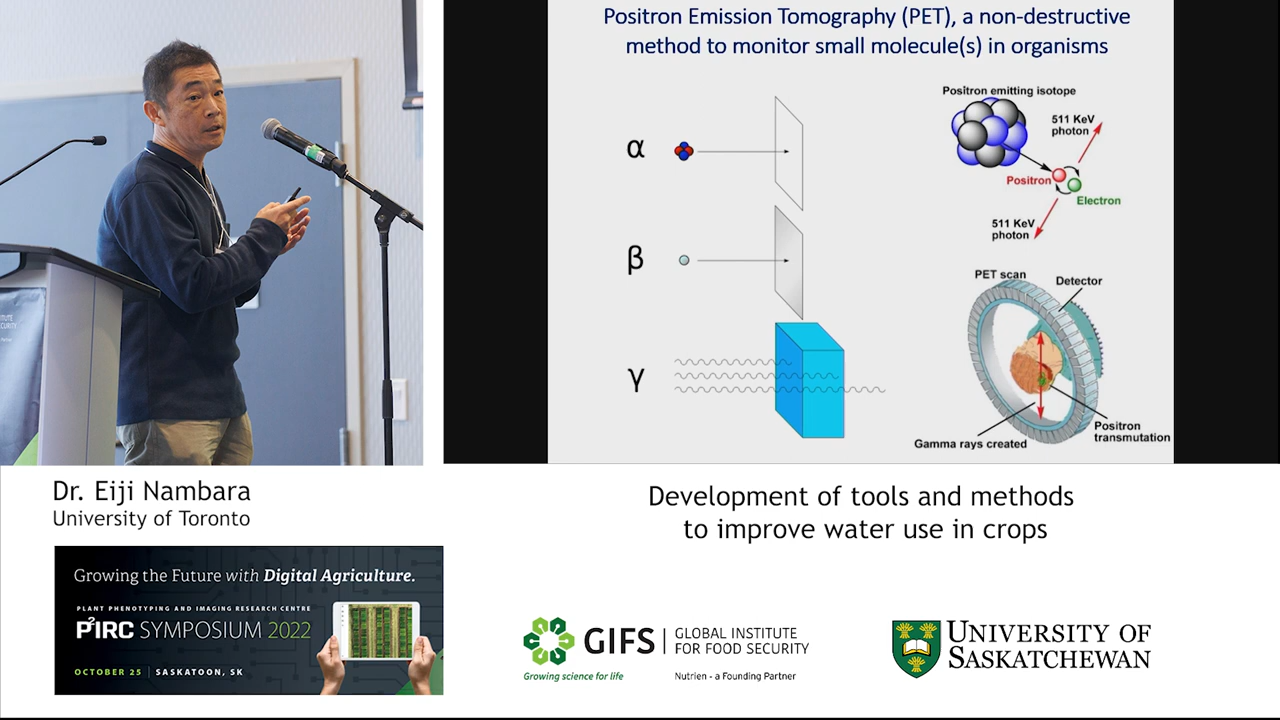 Positron Emission Tomography (PET), a non-destructive
method to monitor small molecule(s) in organisms
α
β
γ
Positron emitting isotope
511 KeV
photon
Positron
Electron
511 KeV
photon
PET scan
Detector
Gamma rays created
Positron
transmutation
Dr. Eiji Nambara
University of Toronto
Development of tools and methods
to improve water use in crops
Growing the Future with Digital Agriculture.
PLANT PHENOTYPING AND IMAGING RESEARCH CENTRE
P²IRC SYMPOSIUM 2022
OCTOBER 25 | SASKATOON, SK
GIFS | GLOBAL INSTITUTE
FOR FOOD SECURITY
Growing science for life
Nutrien - a Founding Partner
UNIVERSITY OF
SASKATCHEWAN